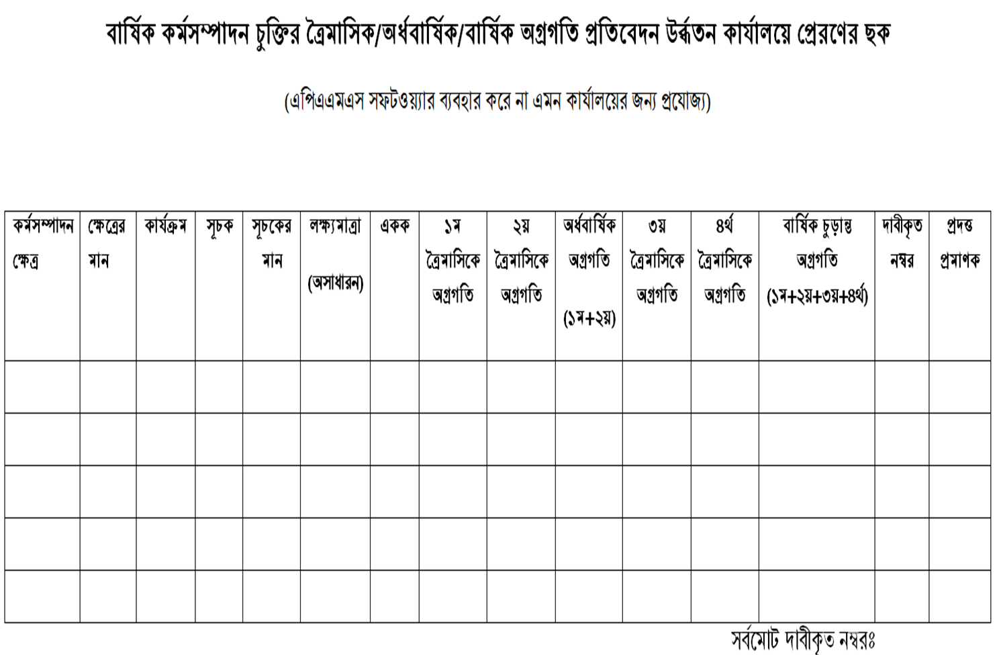 বার্ষিক কর্মসম্পাদন চুক্তির ত্রৈমাসিক/অর্ধবার্ষিক/বার্ষিক অগ্রগতি প্রতিবেদন উর্ধ্বতন কার্যালয়ে প্রেরণের ছক
(এপিএএমএস সফটওয়্যার ব্যবহার করে না এমন কার্যালয়ের জন্য প্রযোজ্য)
কর্মসম্পাদন
ক্ষেত্র
ক্ষেত্রের
মান
কার্যক্রম
সূচক
সূচকের
মান
লক্ষ্যমাত্রা
(অসাধারন)
একক
১ম
ত্রৈমাসিকে
অগ্রগতি
২য়
ত্রৈমাসিকে
অগ্রগতি
অর্ধবার্ষিক
অগ্রগতি
(১ম+২য়)
৩য়
ত্রৈমাসিকে
অগ্রগতি
৪র্থ
ত্রৈমাসিকে
অগ্রগতি
বার্ষিক চুড়ান্ত
অগ্রগতি
(১ম+২য়+৩য়+৪র্থ)
দাবীকৃত
নম্বর
প্রদত্ত
প্রমাণক
সর্বমোট দাবীকৃত নম্বরঃ